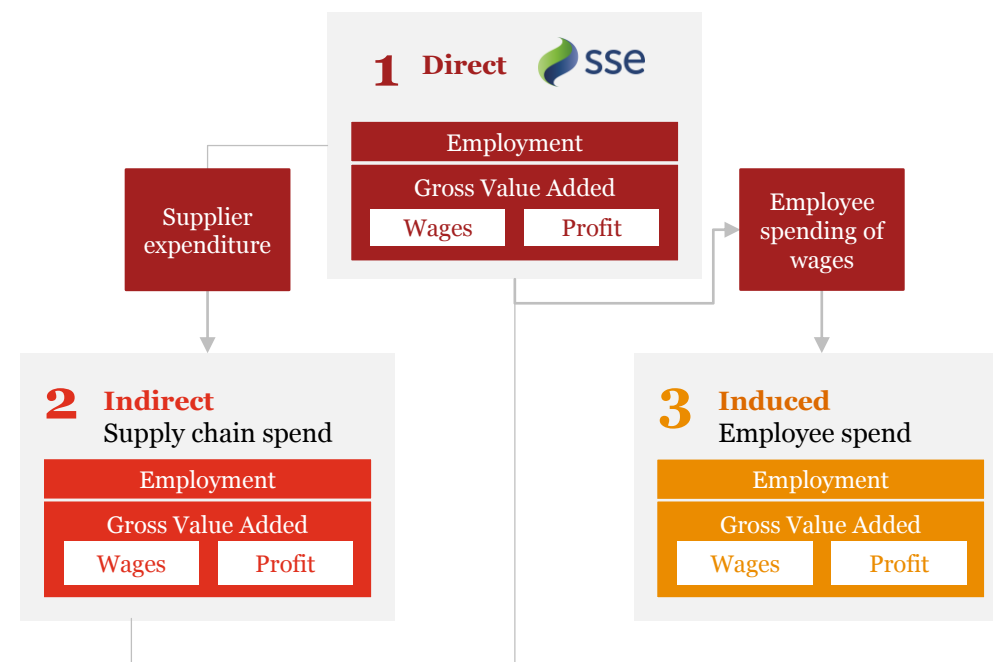 1 Direct sse
Employment
Gross Value Added
Wages Profit
Supplier
expenditure
Employee
spending of
wages
2 Indirect
Supply chain spend
Employment
Gross Value Added
Wages Profit
3 Induced
Employee spend
Employment
Gross Value Added
Wages Profit